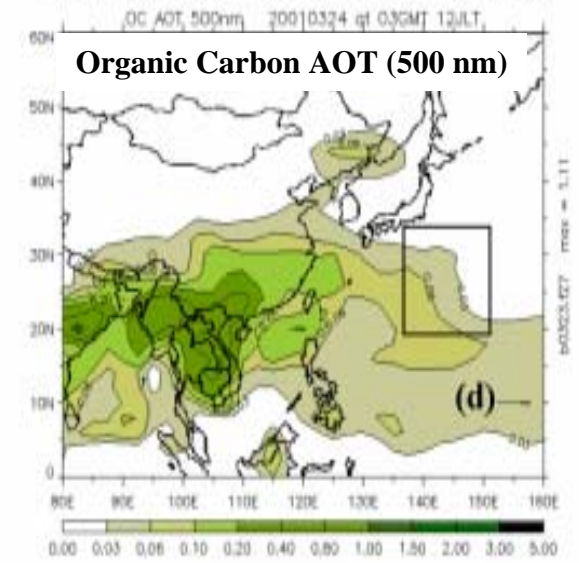 OC AOT, 500nm 20010324 at 03GMT 12JLT
Organic Carbon AOT (500 nm)
60N
50N
40N
30N
20N
10N
0
(d)
80E 90E 100E 110E 120E 130E 140E 150E 160E
0.00 0.03 0.06 0.10 0.20 0.40 0.80 1.00 1.50 2.00 3.00 5.00
max = 1.11